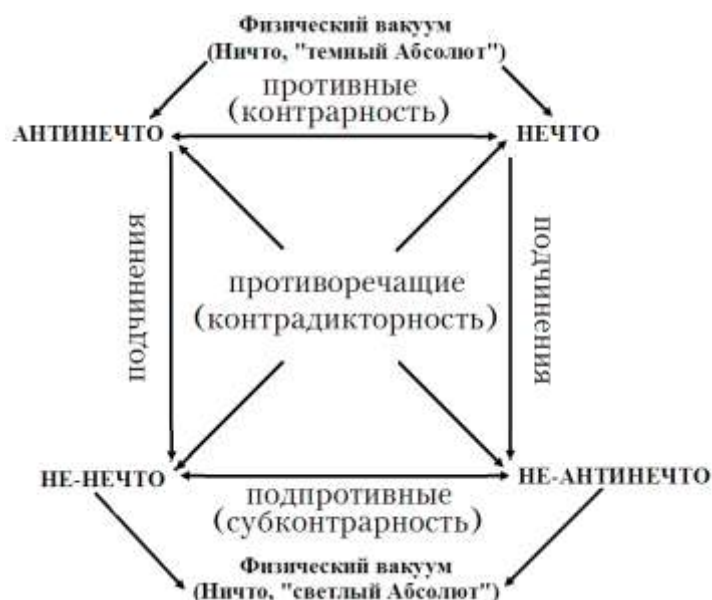 Физический вакуум
(Ничто, "темный Абсолют")
противные
(контрарность)
АНТИНЕЧТО
НЕЧТО
подчинения
подчинения
противоречащие
(контрадикторность)
НЕ-НЕЧТО
НЕ-АНТИНЕЧТО
подпротивные
(субконтрарность)
Физический вакуум
(Ничто, "светлый Абсолют")